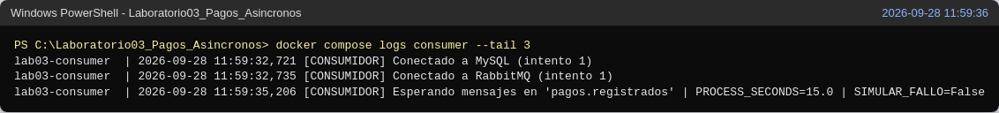 Windows PowerShell - Laboratorio03_Pagos_Asincronos
2026-09-28 11:59:36
PS C:\Laboratorio03_Pagos_Asincronos> docker compose logs consumer --tail 3
lab03-consumer  | 2026-09-28 11:59:32,721 [CONSUMIDOR] Conectado a MySQL (intento 1)
lab03-consumer  | 2026-09-28 11:59:32,735 [CONSUMIDOR] Conectado a RabbitMQ (intento 1)
lab03-consumer  | 2026-09-28 11:59:35,206 [CONSUMIDOR] Esperando mensajes en 'pagos.registrados' | PROCESS_SECONDS=15.0 | SIMULAR_FALLO=False